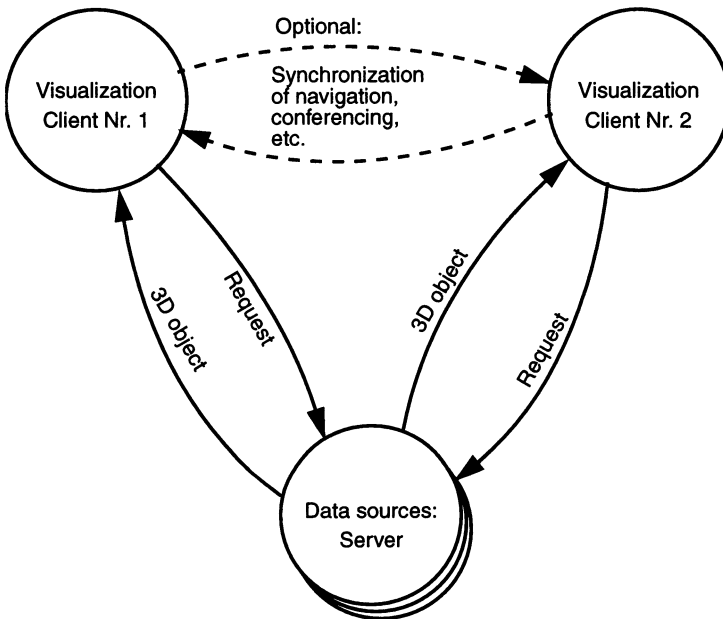 Optional:
Visualization
Client Nr. 1
Synchronization
of navigation,
conferencing,
etc.
Visualization
Client Nr. 2
3D object
Request
3D object
Request
Data sources:
Server